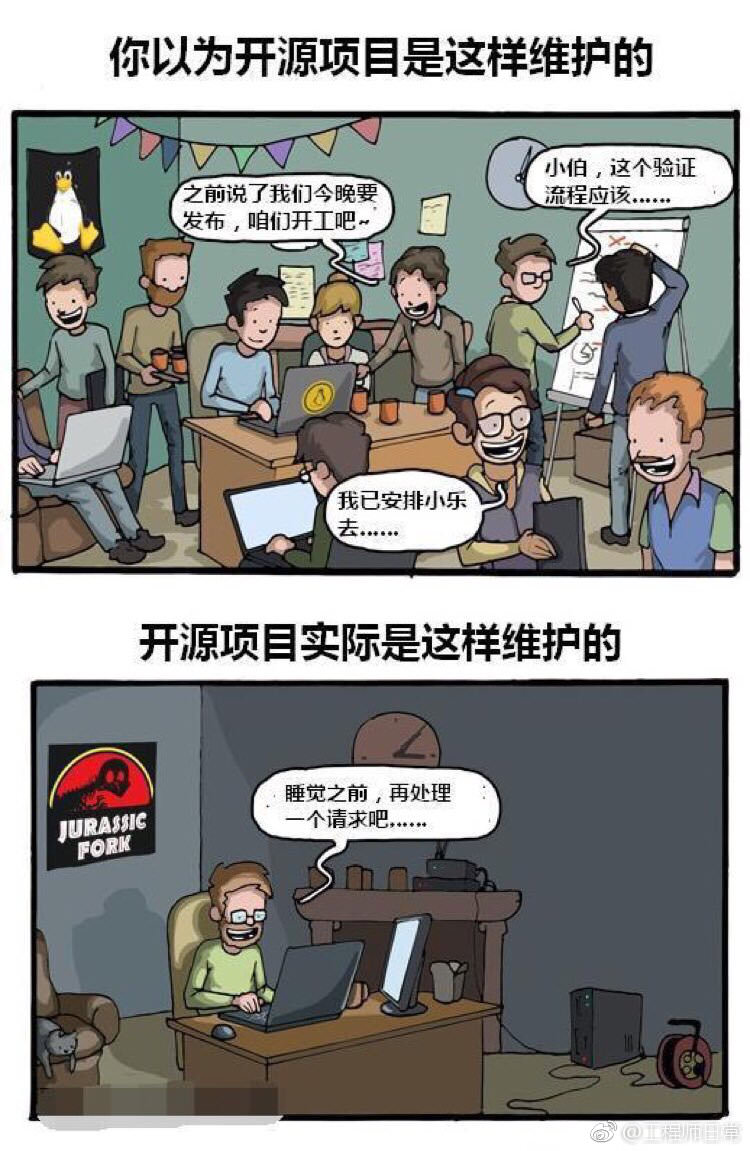 你以为开源项目是这样维护的
之前说了我们今晚要
发布，咱们开工吧~
小伯，这个验证
流程应该……
我已安排小乐
去……
开源项目实际是这样维护的
睡觉之前，再处理
一个请求吧……
JURASSIC
FORK
@工程师日常